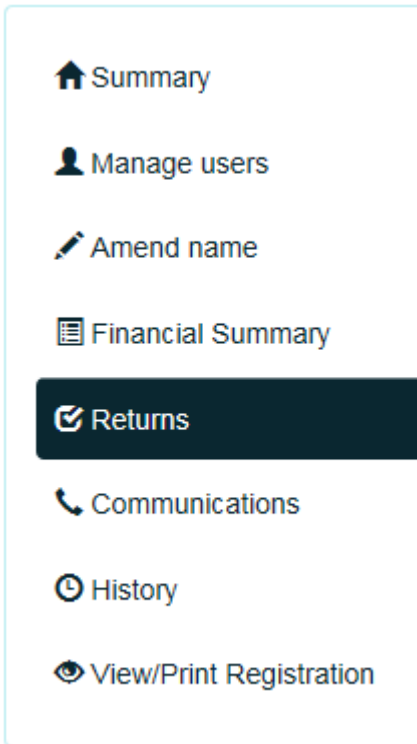 Summary
Manage users
Amend name
Financial Summary
Returns
Communications
History
View/Print Registration